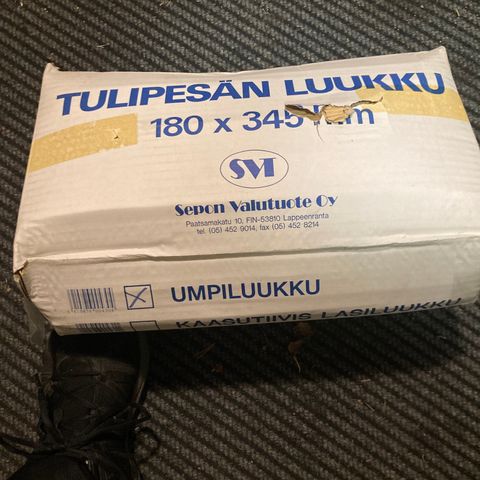 TULIPESÄN LUUKKU
180 x 345 mm
SVT
Sepon Valutuote Oy
Paatsamakatu 10, FIN-53810 Lappeenranta
tel. (05) 452 9014, fax (05) 452 8214
UMPILUUKKU
KAASUTIIVIS LASILUUKKU